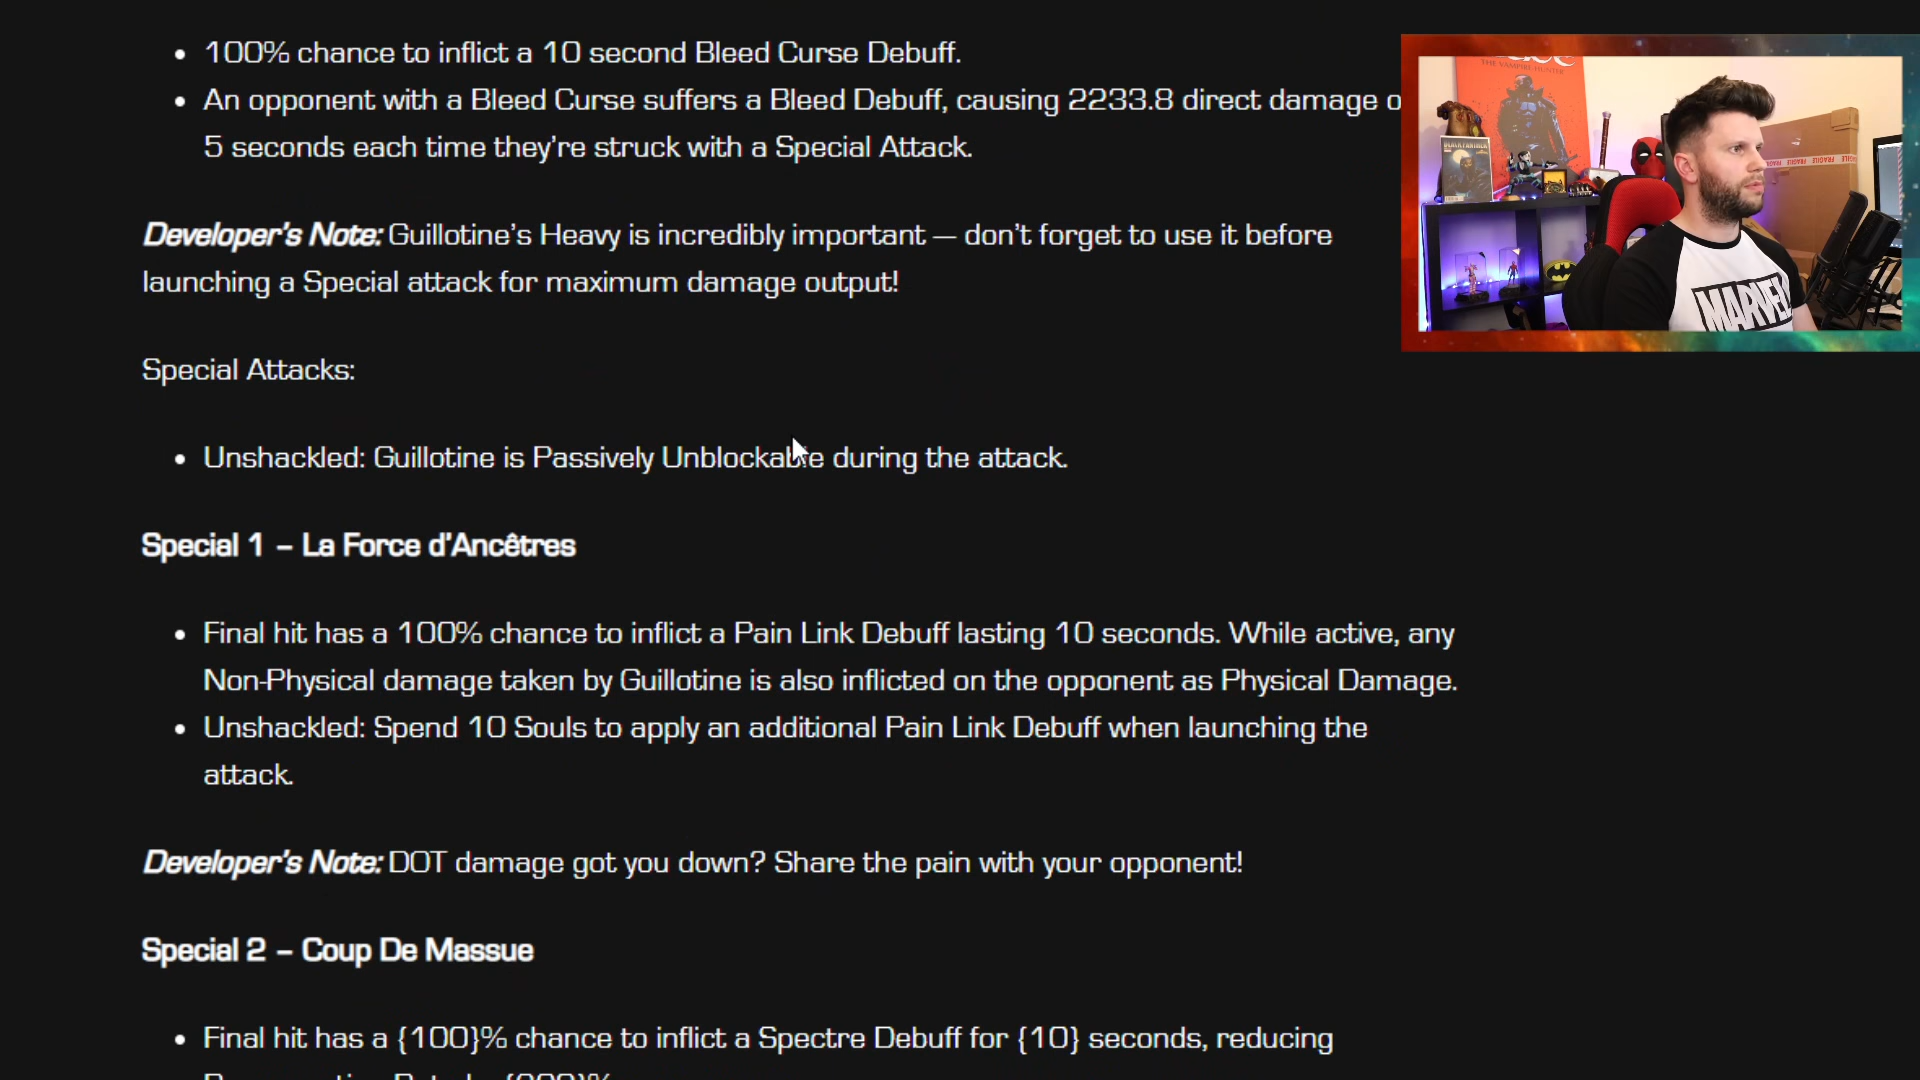 100% chance to inflict a 10 second Bleed Curse Debuff.
An opponent with a Bleed Curse suffers a Bleed Debuff, causing 2233.8 direct damage
5 seconds each time they're struck with a Special Attack.
Developer's Note: Guillotine's Heavy is incredibly important — don't forget to use it before
launching a Special attack for maximum damage output!
Special Attacks:
Unshackled: Guillotine is Passively Unblockable during the attack.
Special 1 – La Force d'Ancêtres
Final hit has a 100% chance to inflict a Pain Link Debuff lasting 10 seconds. While active, any
Non-Physical damage taken by Guillotine is also inflicted on the opponent as Physical Damage.
Unshackled: Spend 10 Souls to apply an additional Pain Link Debuff when launching the
attack.
Developer's Note: DOT damage got you down? Share the pain with your opponent!
Special 2 – Coup De Massue
Final hit has a {100}% chance to inflict a Spectre Debuff for {10} seconds, reducing
THE VAMPIRE HUNTER
BLACK PANTHER
FRAGILE
MARVEL